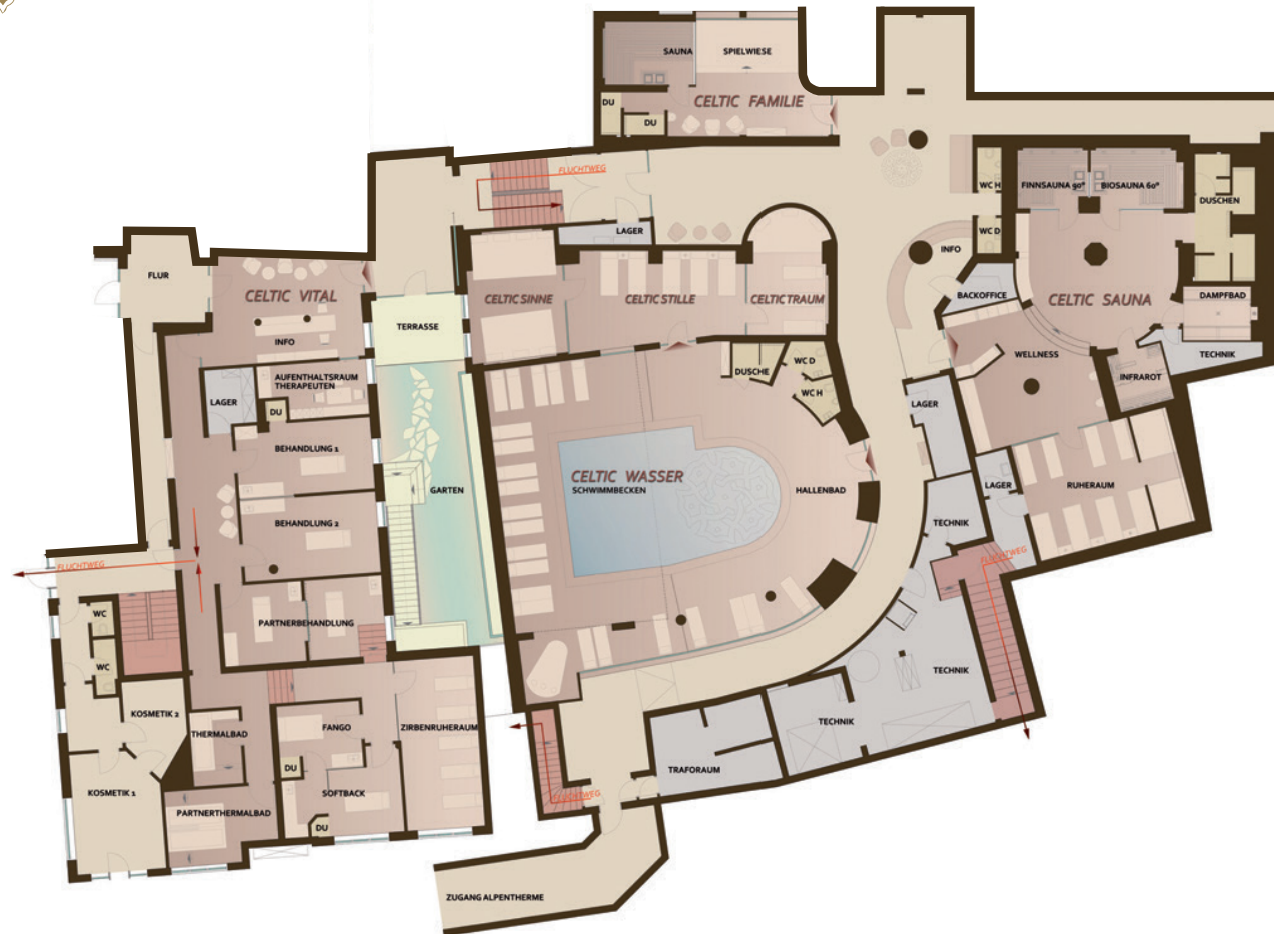 SAUNA
SPIELWIESE
CELTIC FAMILIE
DU
DU
FLUCHTWEG
WC H
FINNSAUNA 90°
BIOSAUNA 60°
DUSCHEN
LAGER
WC D
INFO
FLUR
CELTIC VITAL
CELTIC SINNE
CELTIC STILLE
CELTIC TRAUM
BACKOFFICE
CELTIC SAUNA
DAMPFBAD
TERRASSE
INFO
WELLNESS
TECHNIK
DUSCHE
WC D
INFRAROT
AUFENTHALTSRAUM
THERAPEUTEN
WC H
LAGER
DU
LAGER
BEHANDLUNG 1
CELTIC WASSER
SCHWIMMBECKEN
HALLENBAD
GARTEN
LAGER
RUHERAUM
BEHANDLUNG 2
TECHNIK
FLUCHTWEG
FLUCHTWEG
WC
PARTNERBEHANDLUNG
WC
TECHNIK
KOSMETIK 2
THERMALBAD
FANGO
ZIRBENRUHERAUM
TECHNIK
DU
TRAFORAUM
KOSMETIK 1
SOFTBACK
FLUCHTWEG
PARTNERTHERMALBAD
DU
ZUGANG ALPENTHERME